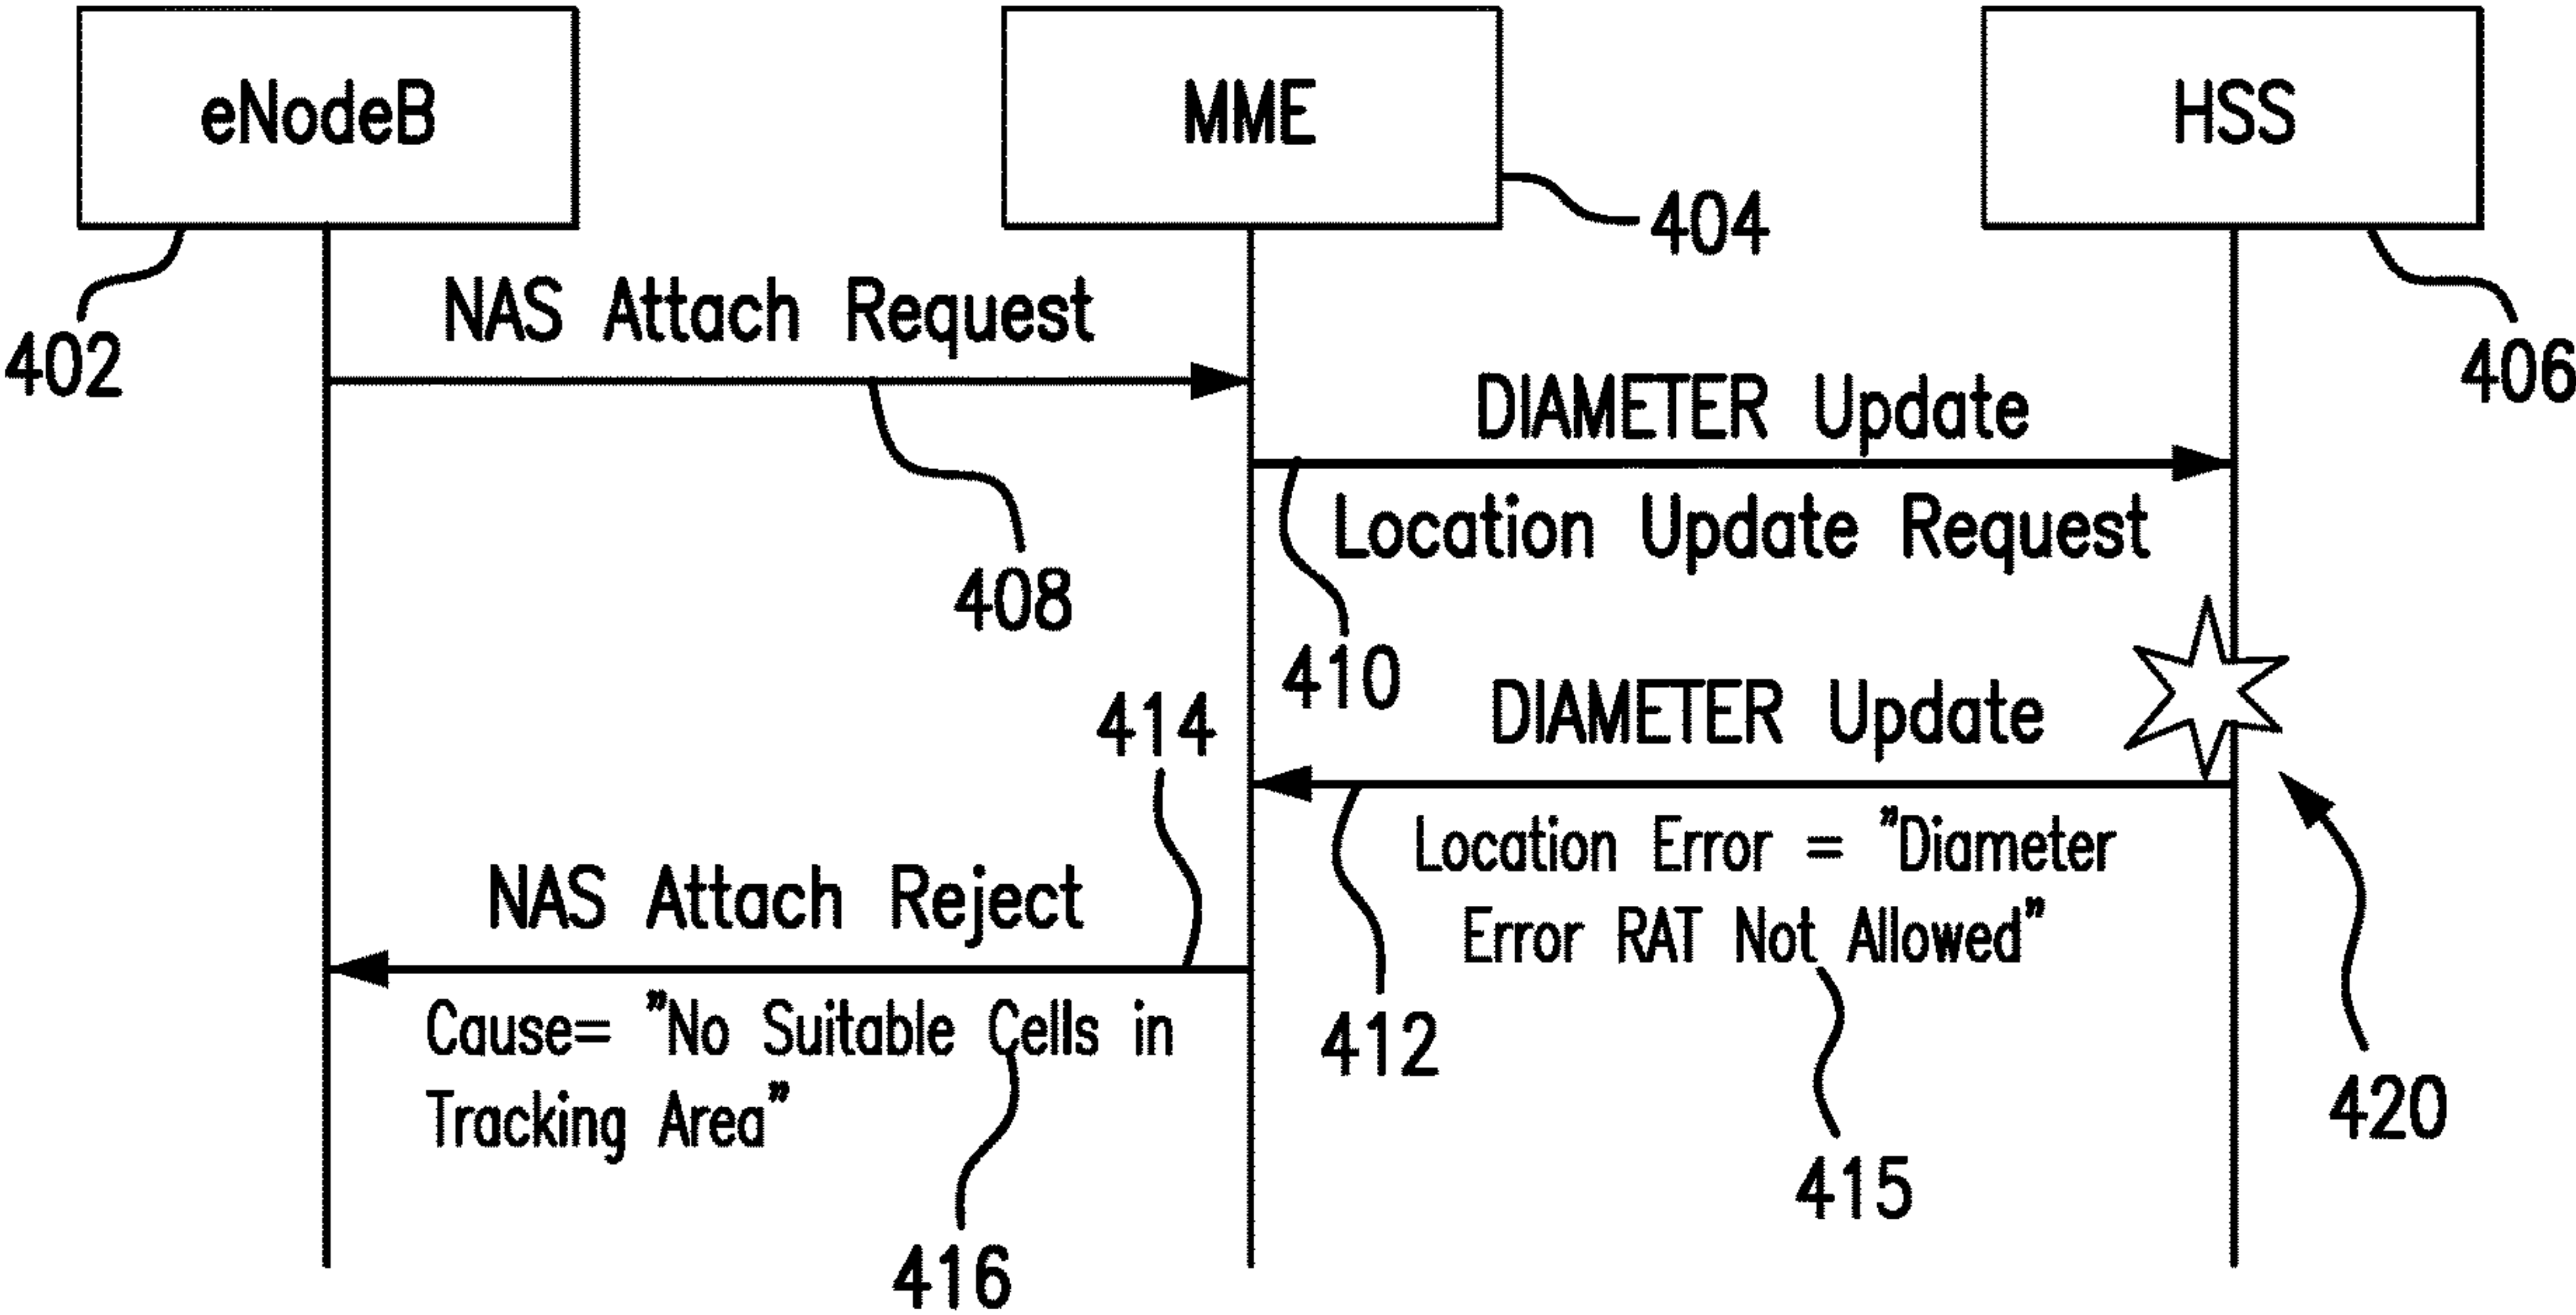 eNodeB
MME
HSS
402
404
406
NAS Attach Request
408
DIAMETER Update
Location Update Request
410
DIAMETER Update
Location Error = "Diameter
Error RAT Not Allowed"
412
415
420
414
NAS Attach Reject
Cause= "No Suitable Cells in
Tracking Area"
416